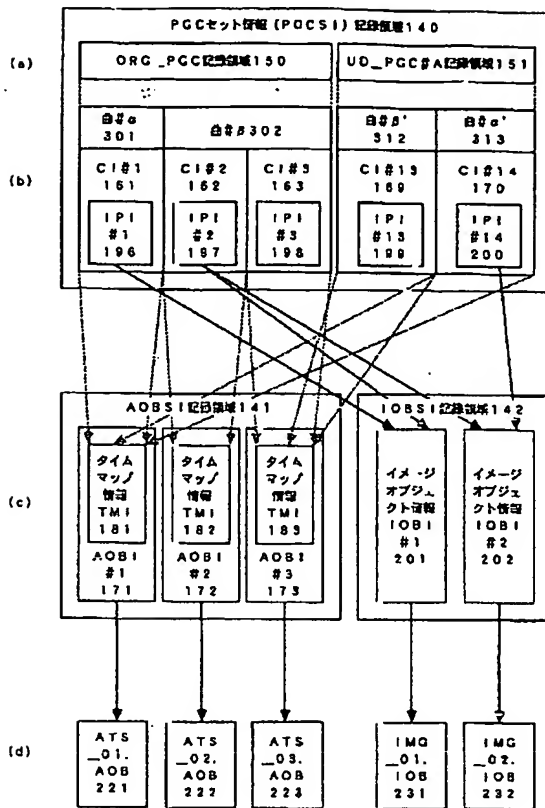 PGCセット情報(PGCSI)記録領域140
(a)
ORG_PGC記録領域150
UD_PGC#A記録領域151
曲#α
301
曲#β302
曲#β'
312
曲#α'
313
(b)
CI#1
161
CI#2
162
CI#3
163
CI#13
169
CI#14
170
IPI
#1
196
IPI
#2
197
IPI
#3
198
IPI
#13
199
IPI
#14
200
AOBSI記録領域141
IOBSI記録領域142
(c)
タイム
マップ
情報
TMI
181
タイム
マップ
情報
TMI
182
タイム
マップ
情報
TMI
183
イメージ
オブジェ
クト情報
IOBI
#1
201
イメージ
オブジェ
クト情報
IOBI
#2
202
AOBI
#1
171
AOBI
#2
172
AOBI
#3
173
(d)
ATS
_01.
AOB
221
ATS
_02.
AOB
222
ATS
_03.
AOB
223
IMG
_01.
IOB
231
IMG
_02.
IOB
232